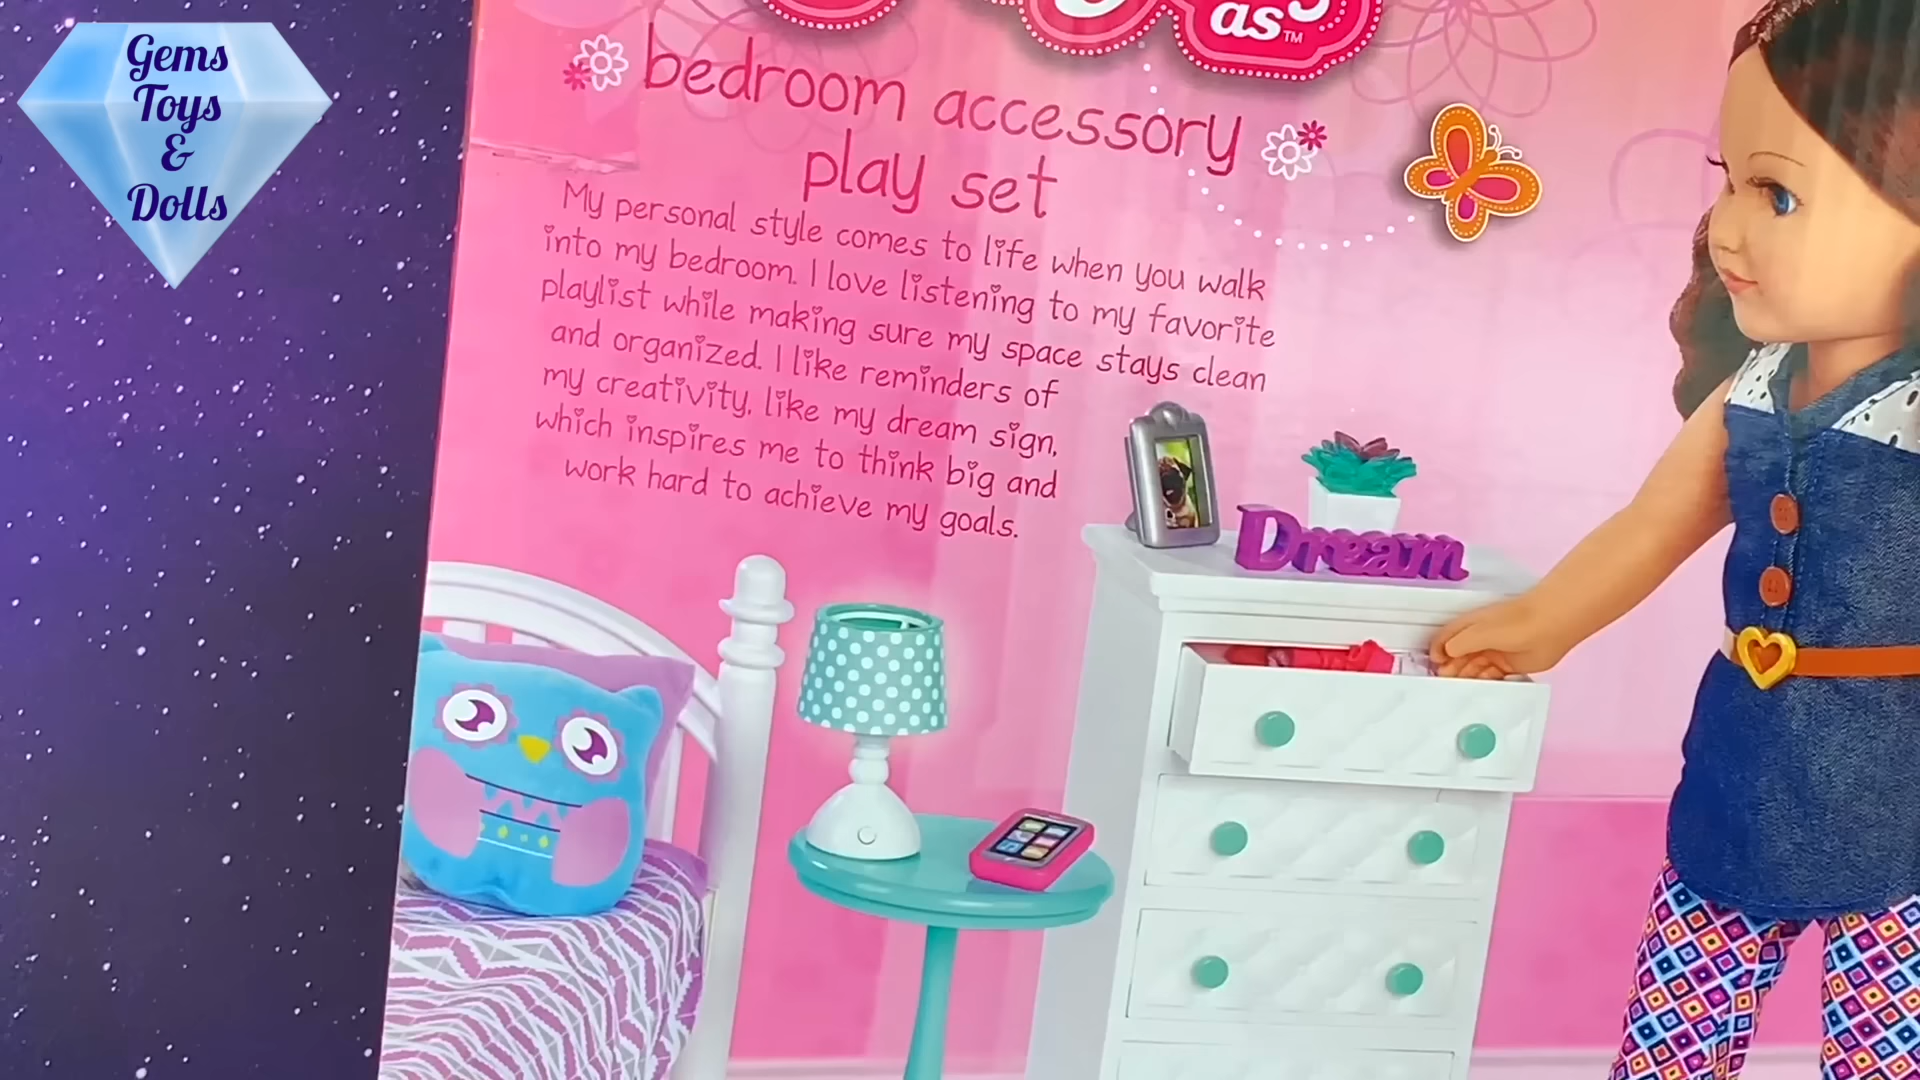 Gems
Toys
&
Dolls
as™
bedroom accessory
play set
My personal style comes to life when you walk
into my bedroom. I love listening to my favorite
playlist while making sure my space stays clean
and organized. I like reminders of
my creativity, like my dream sign,
which inspires me to think big and
work hard to achieve my goals.
Dream